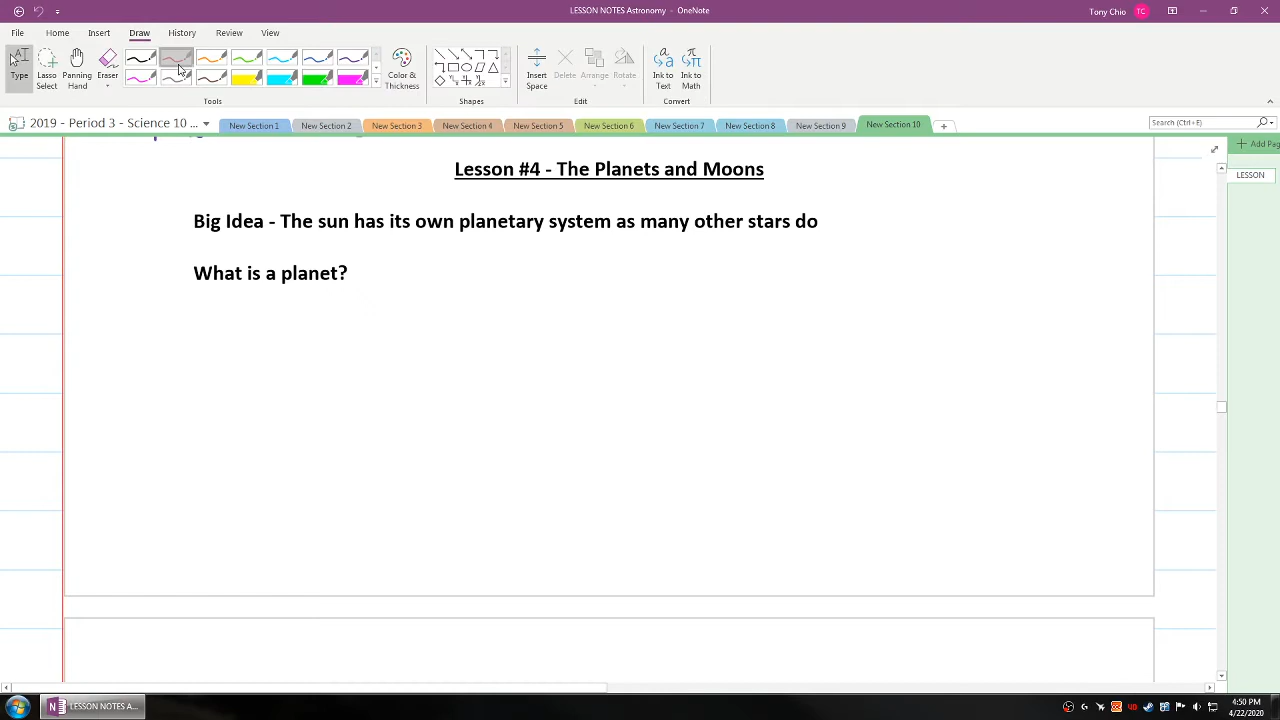 LESSON NOTES Astronomy - OneNote
Tony Chio TC
File Home Insert Draw History Review View
Type
Lasso Select
Panning Hand
Eraser
Color & Thickness
Insert Space
Delete
Arrange
Rotate
Ink to Text
Ink to Math
Tools Shapes Edit Convert
2019 - Period 3 - Science 10 ... New Section 1 New Section 2 New Section 3 New Section 4 New Section 5 New Section 6 New Section 7 New Section 8 New Section 9 New Section 10 Search (Ctrl+E)
Add Pag
LESSON
Lesson #4 - The Planets and Moons
Big Idea - The sun has its own planetary system as many other stars do
What is a planet?
LESSON NOTES A...
4:50 PM
4/22/2020